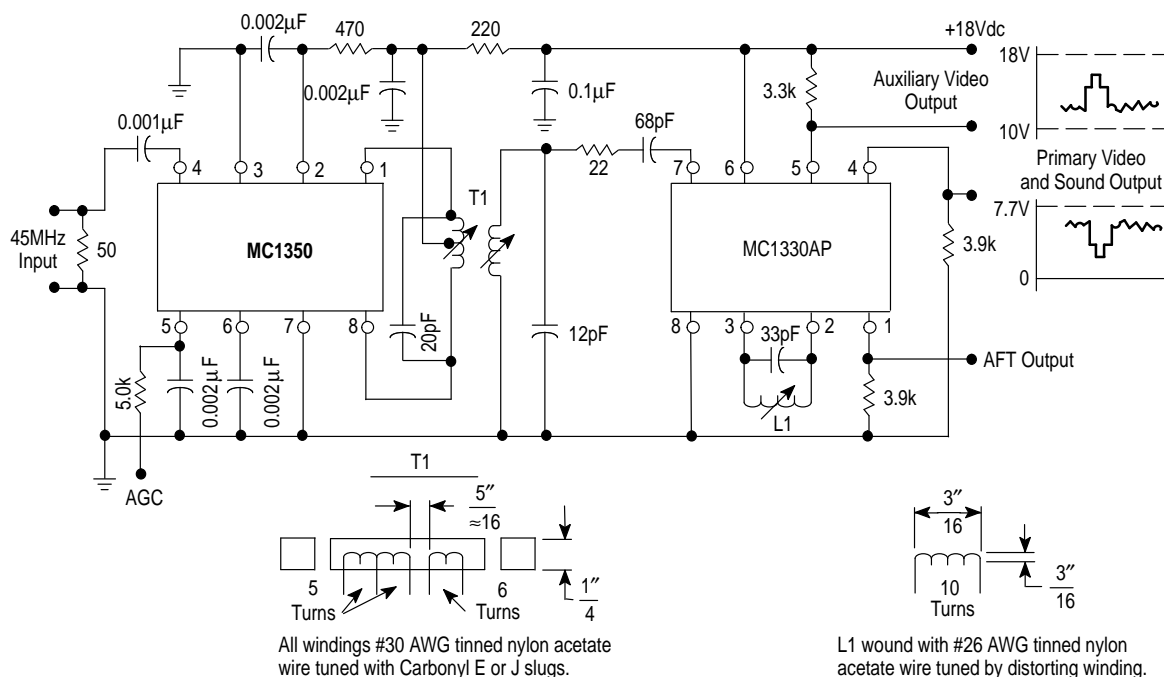 0.002μF
470
220
+18Vdc
18V
0.002μF
0.1μF
3.3k
Auxiliary Video
Output
10V
0.001μF
68pF
22
4
3
2
1
7
6
5
4
T1
Primary Video
and Sound Output
7.7V
45MHz
Input
50
MC1350
MC1330AP
3.9k
0
5
6
7
8
20pF
12pF
8
3
2
1
33pF
5.0k
0.002μF
0.002μF
L1
AFT Output
3.9k
AGC
T1
5″
≈16
3″
16
5
6
Turns
Turns
1″
4
10
Turns
3″
16
All windings #30 AWG tinned nylon acetate
wire tuned with Carbonyl E or J slugs.
L1 wound with #26 AWG tinned nylon
acetate wire tuned by distorting winding.